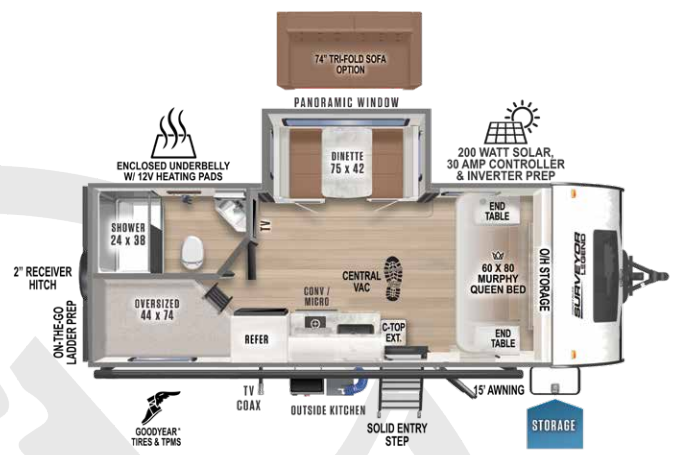 74" TRI-FOLD SOFA
OPTION
PANORAMIC WINDOW
ENCLOSED UNDERBELLY
W/ 12V HEATING PADS
DINETTE
75 x 42
200 WATT SOLAR,
30 AMP CONTROLLER
& INVERTER PREP
SHOWER
24 x 38
TV
END
TABLE
2" RECEIVER
HITCH
ON-THE-GO
LADDER PREP
OVERSIZED
44 x 74
CENTRAL
VAC
60 X 80
MURPHY
QUEEN BED
O/H STORAGE
SURVEYOR
LEGEND
CONV /
MICRO
REFER
C-TOP
EXT.
END
TABLE
TV
COAX
OUTSIDE KITCHEN
15' AWNING
SOLID ENTRY
STEP
STORAGE
GOODYEAR®
TIRES & TPMS